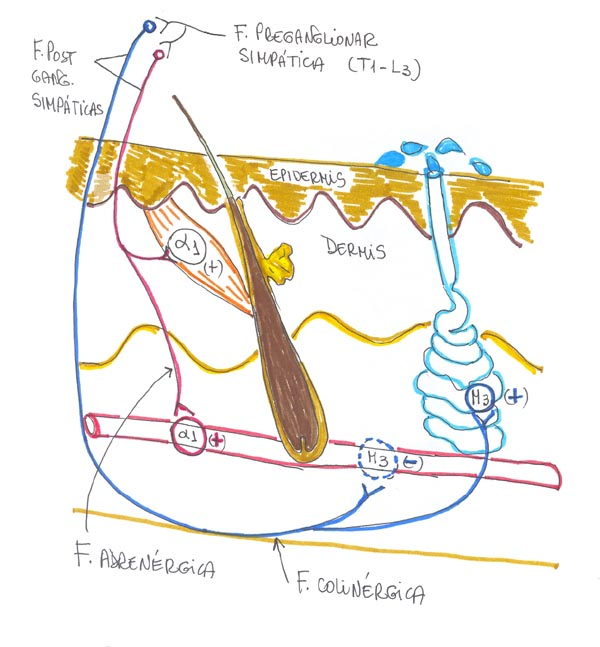 F. PREGANGLIONAR
SIMPÁTICA (T1-L3)
F. POST
GANG.
SIMPÁTICAS
EPIDERMIS
DERMIS
α1 (+)
M3 (+)
α1 (+)
M3 (-)
F. ADRENÉRGICA
F. COLINÉRGICA